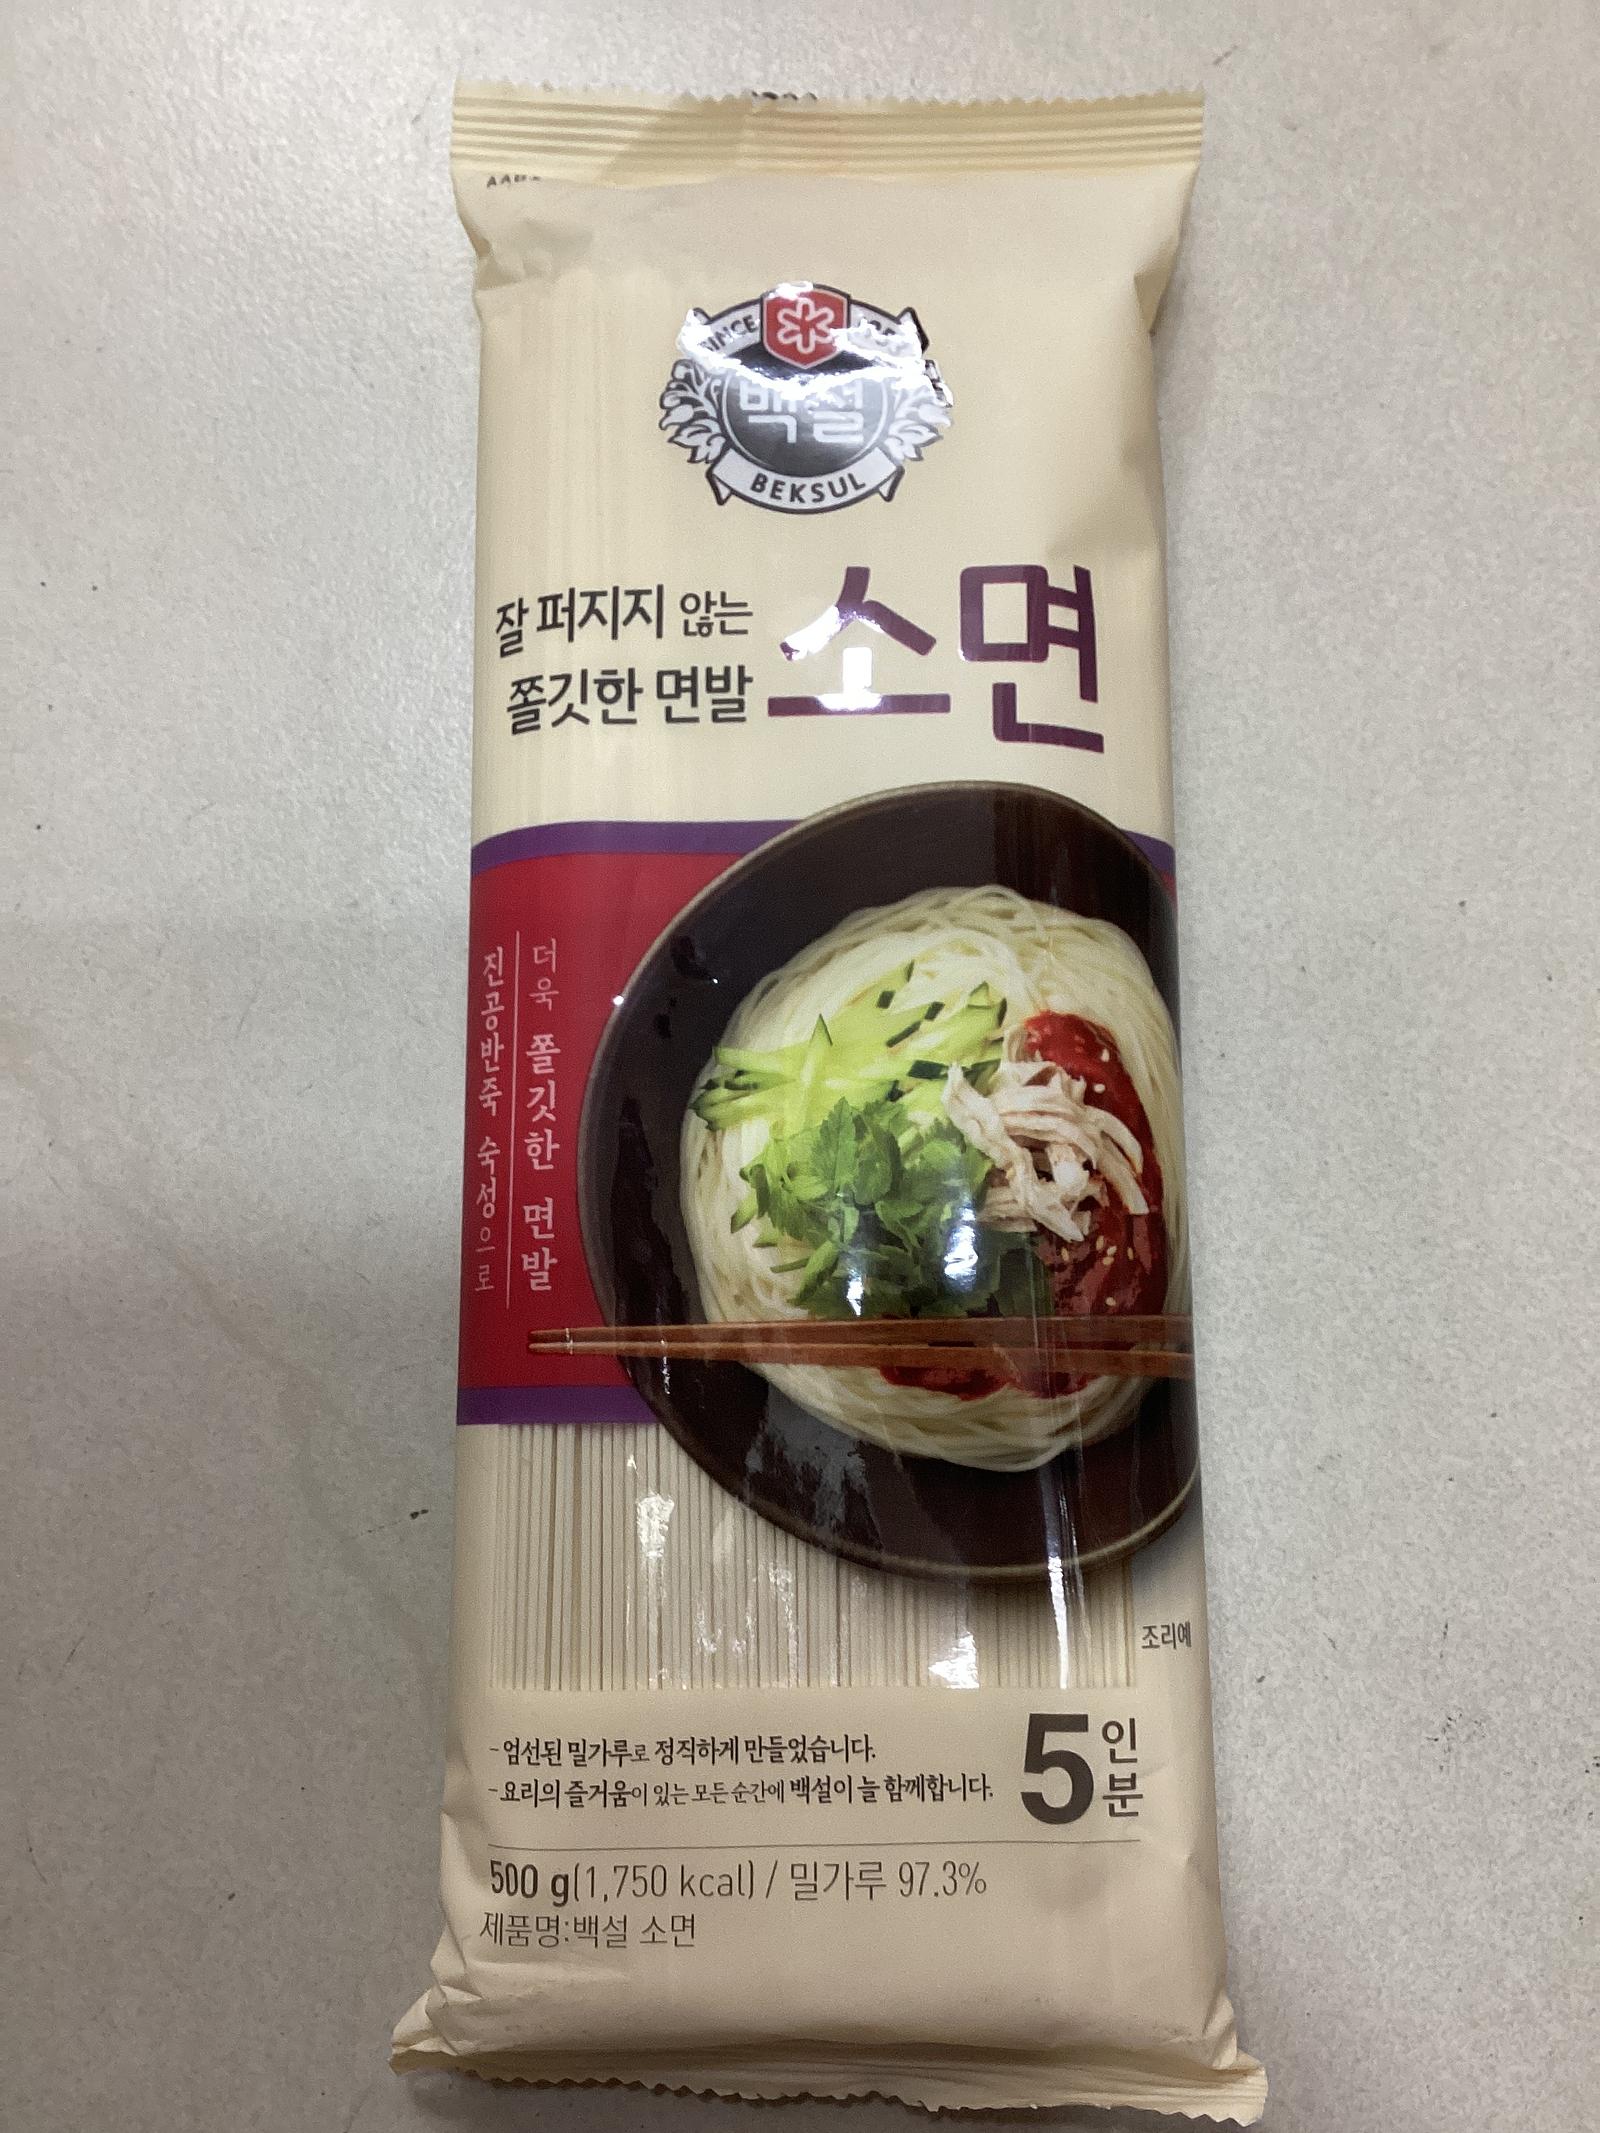 SINCE
백설
BEKSUL
잘 퍼지지 않는
쫄깃한 면발
소면
진공반죽 숙성으로
더욱 쫄깃한 면발
조리예
-엄선된 밀가루로 정직하게 만들었습니다.
-요리의 즐거움이 있는 모든 순간에 백설이 늘 함께합니다.
5인분
500 g(1,750 kcal) / 밀가루 97.3%
제품명:백설 소면